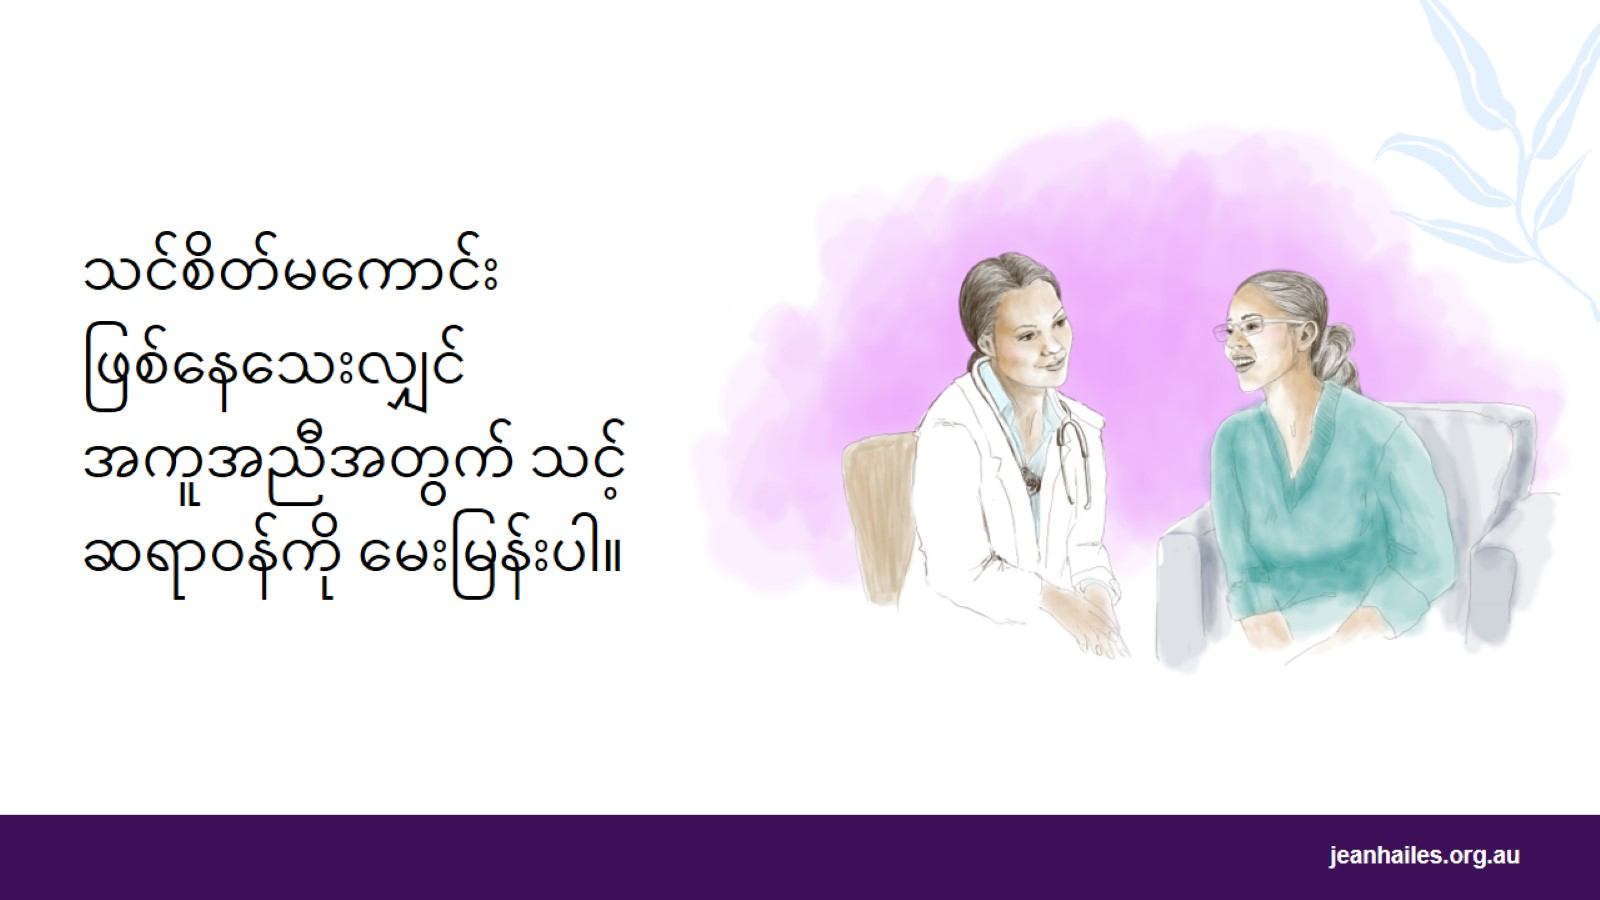 သင်စိတ်မကောင်း
ဖြစ်နေသေးလျှင်
အကူအညီအတွက် သင့်
ဆရာဝန်ကို မေးမြန်းပါ။
jeanhailes.org.au